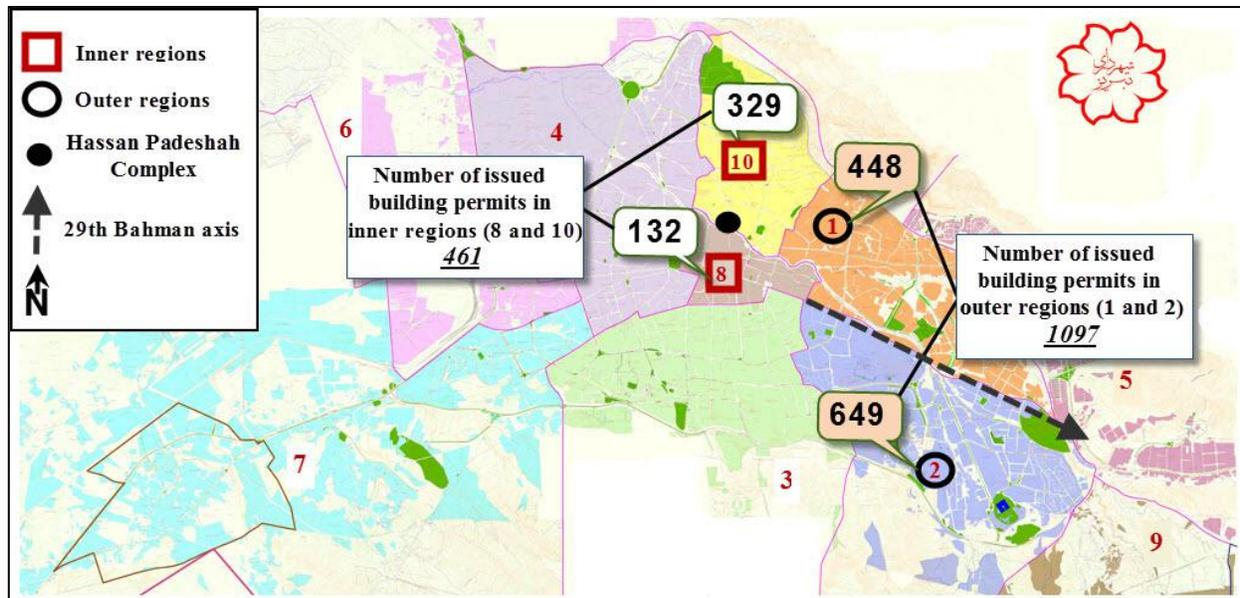 Inner regions
Outer regions
Hassan Padeshah
Complex
29th Bahman axis
N
6
4
329
10
448
1
Number of issued
building permits in
inner regions (8 and 10)
461
132
8
Number of issued
building permits in
outer regions (1 and 2)
1097
5
649
2
7
3
9
شهرداری
تبریز